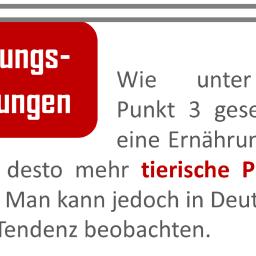 ungs-
ungen
Wie unter
Punkt 3 gese
eine Ernährun
desto mehr tierische P
Man kann jedoch in Deut
Tendenz beobachten.